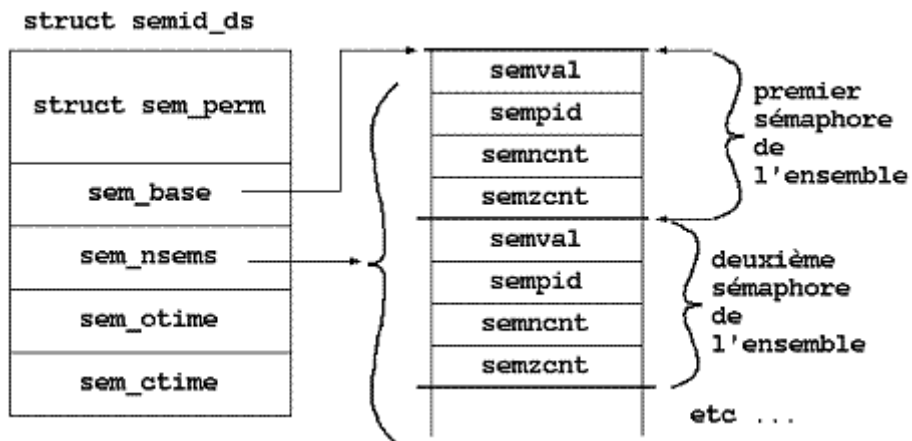 struct semid_ds
struct sem_perm
sem_base
sem_nsems
sem_otime
sem_ctime
semval
sempid
semncnt
semzcnt
semval
sempid
semncnt
semzcnt
premier
sémaphore
de
l'ensemble
deuxième
sémaphore
de
l'ensemble
etc ...